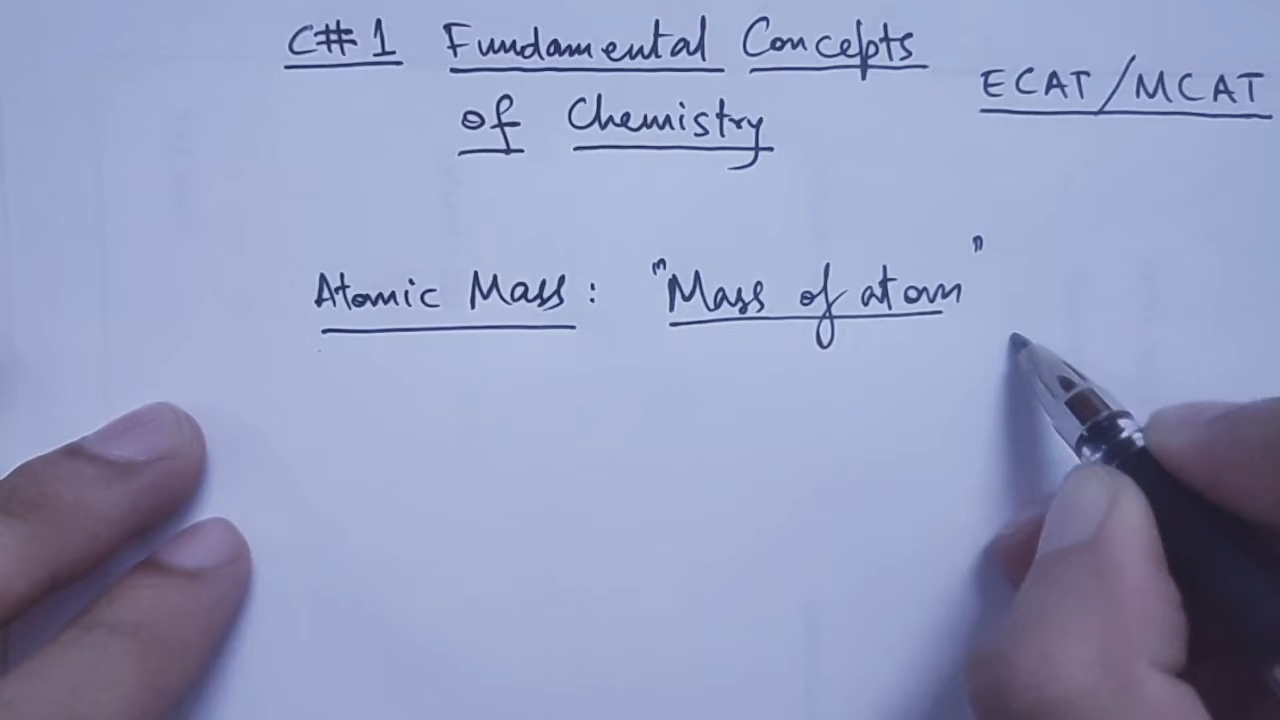 C# 1 Fundamental Concepts
of Chemistry
ECAT / MCAT
Atomic Mass : "Mass of atom"